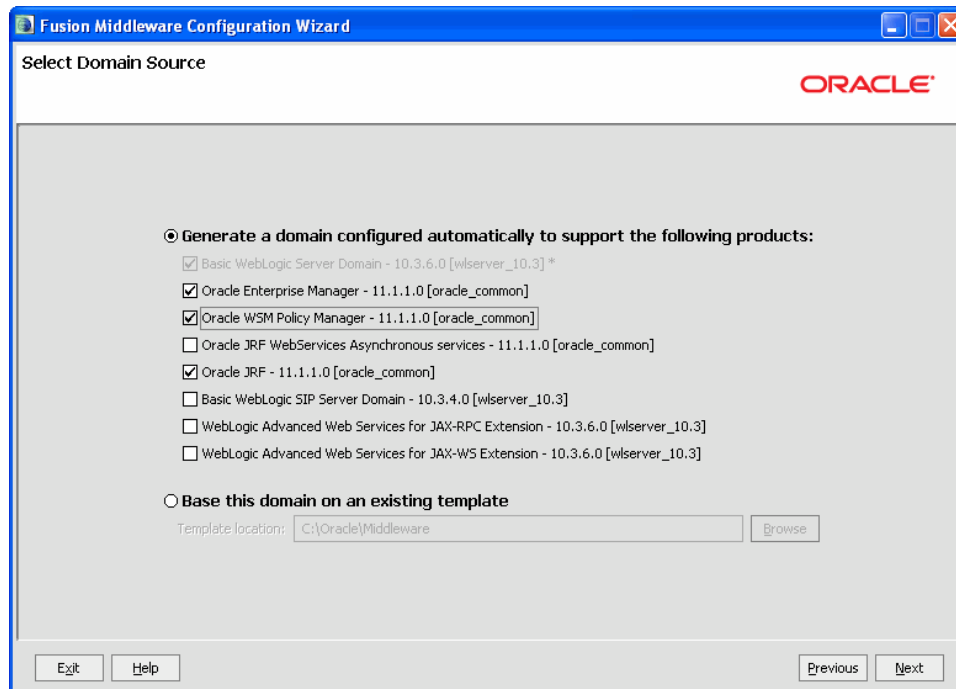 Fusion Middleware Configuration Wizard
Select Domain Source
ORACLE
Generate a domain configured automatically to support the following products:
Basic WebLogic Server Domain - 10.3.6.0 [wlserver_10.3] *
Oracle Enterprise Manager - 11.1.1.0 [oracle_common]
Oracle WSM Policy Manager - 11.1.1.0 [oracle_common]
Oracle JRF WebServices Asynchronous services - 11.1.1.0 [oracle_common]
Oracle JRF - 11.1.1.0 [oracle_common]
Basic WebLogic SIP Server Domain - 10.3.4.0 [wlserver_10.3]
WebLogic Advanced Web Services for JAX-RPC Extension - 10.3.6.0 [wlserver_10.3]
WebLogic Advanced Web Services for JAX-WS Extension - 10.3.6.0 [wlserver_10.3]
Base this domain on an existing template
Template location: C:\Oracle\Middleware Browse
Exit Help Previous Next